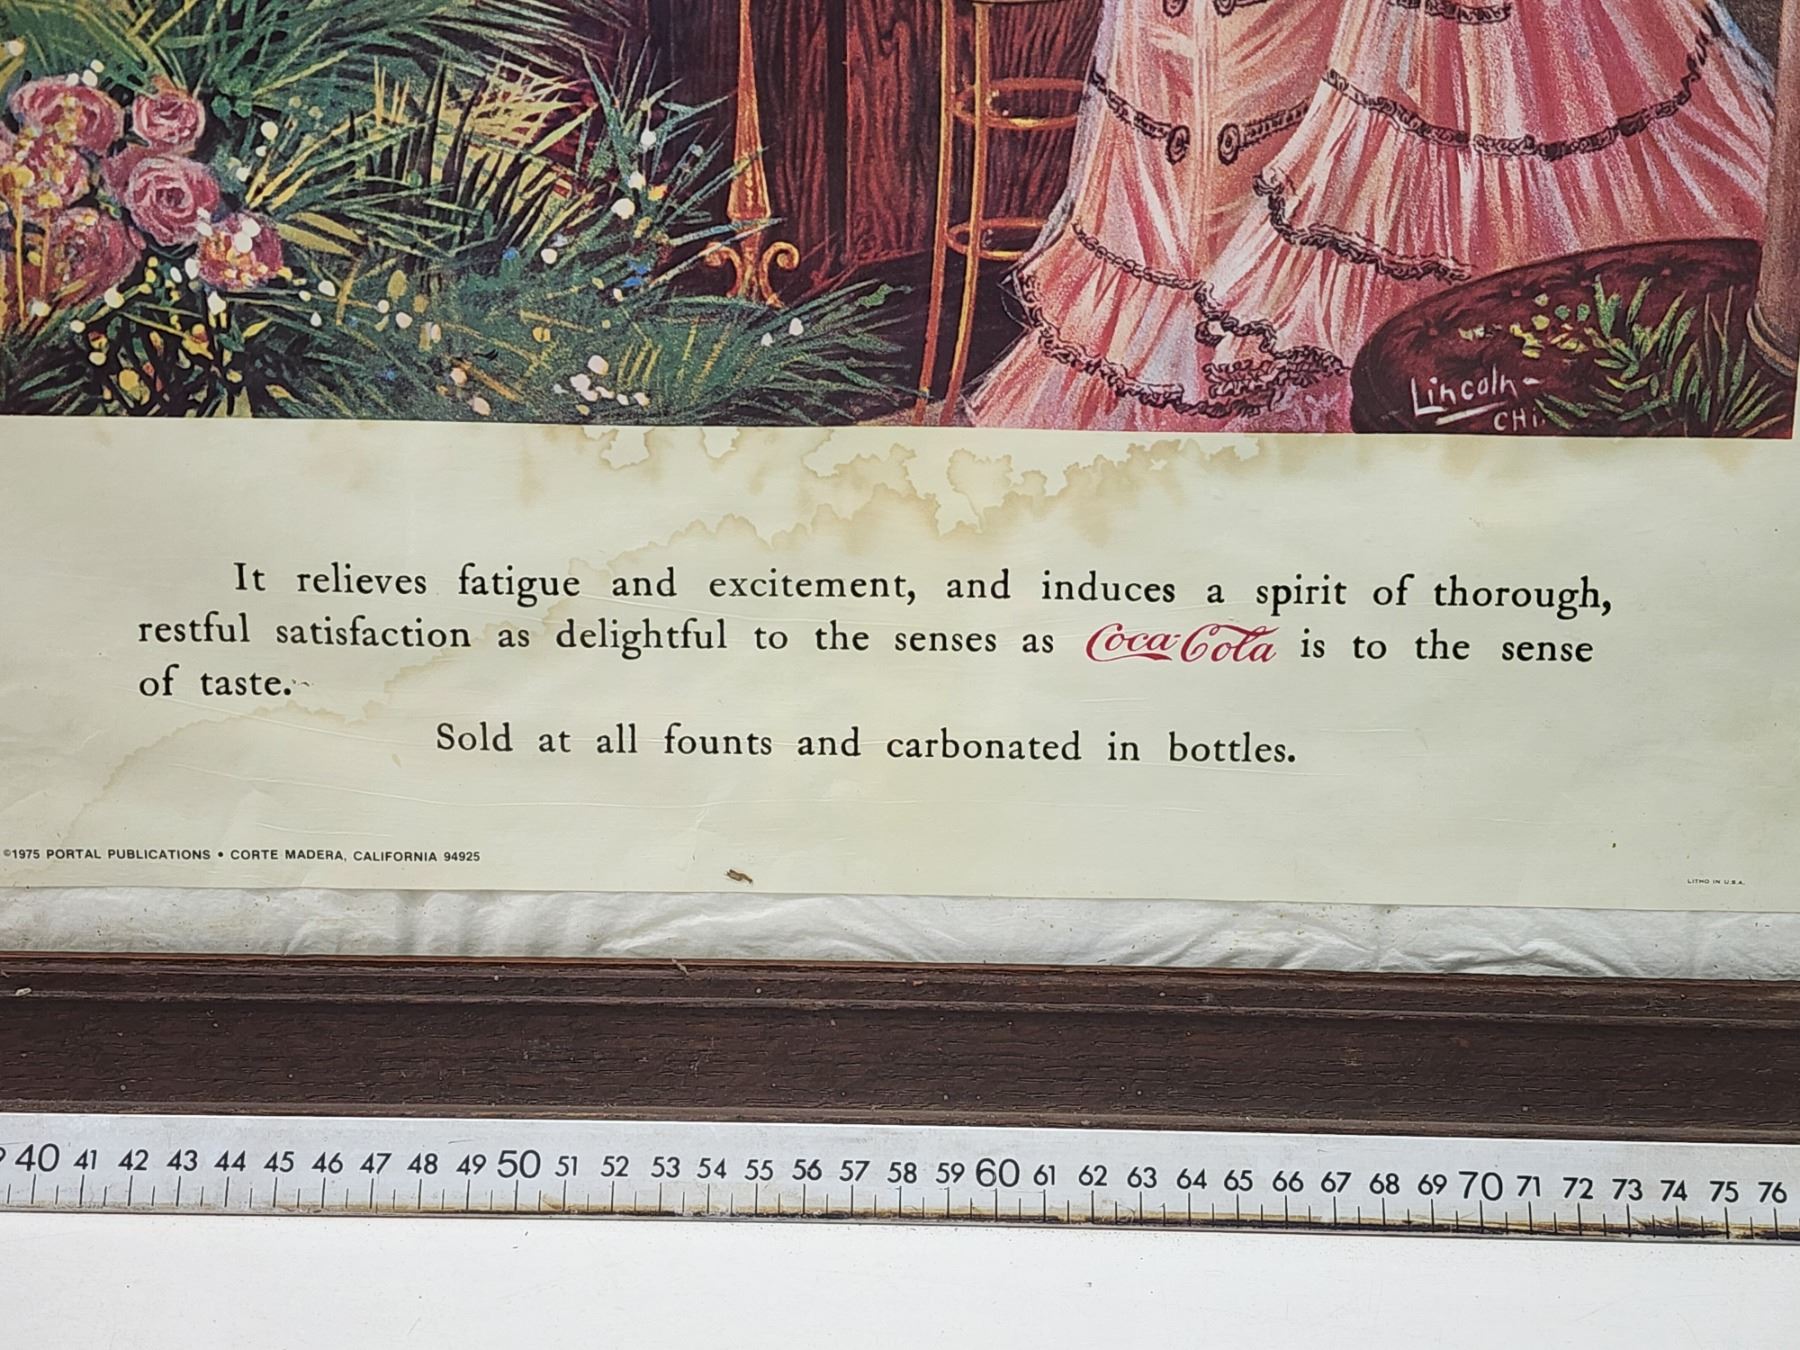 Lincoln-
CHi.
It relieves fatigue and excitement, and induces a spirit of thorough,
restful satisfaction as delightful to the senses as Coca-Cola is to the sense
of taste.
Sold at all founts and carbonated in bottles.
©1975 PORTAL PUBLICATIONS • CORTE MADERA, CALIFORNIA 94925
LITHO IN U.S.A.
40 41 42 43 44 45 46 47 48 49 50 51 52 53 54 55 56 57 58 59 60 61 62 63 64 65 66 67 68 69 70 71 72 73 74 75 76